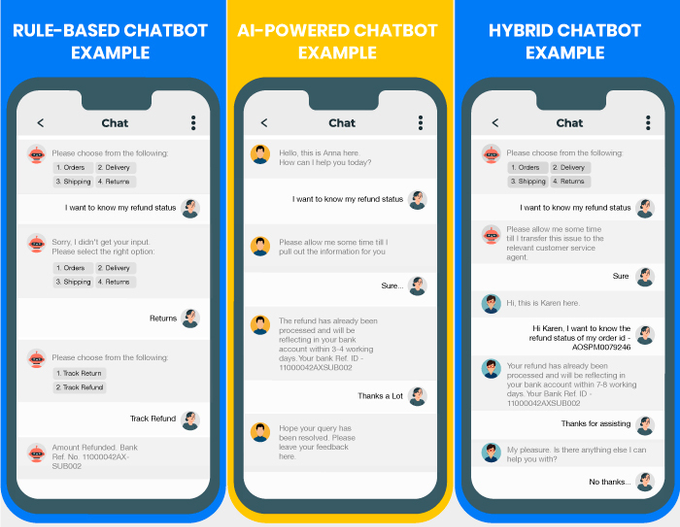 RULE-BASED CHATBOT
EXAMPLE
Chat
Please choose from the following:
1. Orders
2. Delivery
3. Shipping
4. Returns
I want to know my refund status
Sorry, I didn't get your input.
Please select the right option:
1. Orders
2. Delivery
3. Shipping
4. Returns
Returns
Please choose from the following:
1. Track Return
2. Track Refund
Track Refund
Amount Refunded. Bank
Ref. No. 11000042AX-
SUB002
AI-POWERED CHATBOT
EXAMPLE
Chat
Hello, this is Anna here.
How can I help you today?
I want to know my refund status
Please allow me some time till I
pull out the information for you
Sure...
The refund has already been
processed and will be
reflecting in your bank
account within 3-4 working
days.Your bank Ref. ID -
11000042AXSUB002
Thanks a Lot
Hope your query has
been resolved. Please
leave your feedback
here.
HYBRID CHATBOT
EXAMPLE
Chat
Please choose from the following:
1. Orders
2. Delivery
3. Shipping
4. Returns
I want to know my refund status
Please allow me some time
till I transfer this issue to the
relevant customer service
agent.
Sure
Hi, this is Karen here.
Hi Karen, I want to know the
refund status of my order id -
AOSPM0079246
Your refund has already been
processed and will be reflecting in
your bank account within 7-8 working
days. Your Bank Ref. ID -
11000042AXSUB002
Thanks for assisting
My pleasure. Is there anything else I can
help you with?
No thanks...